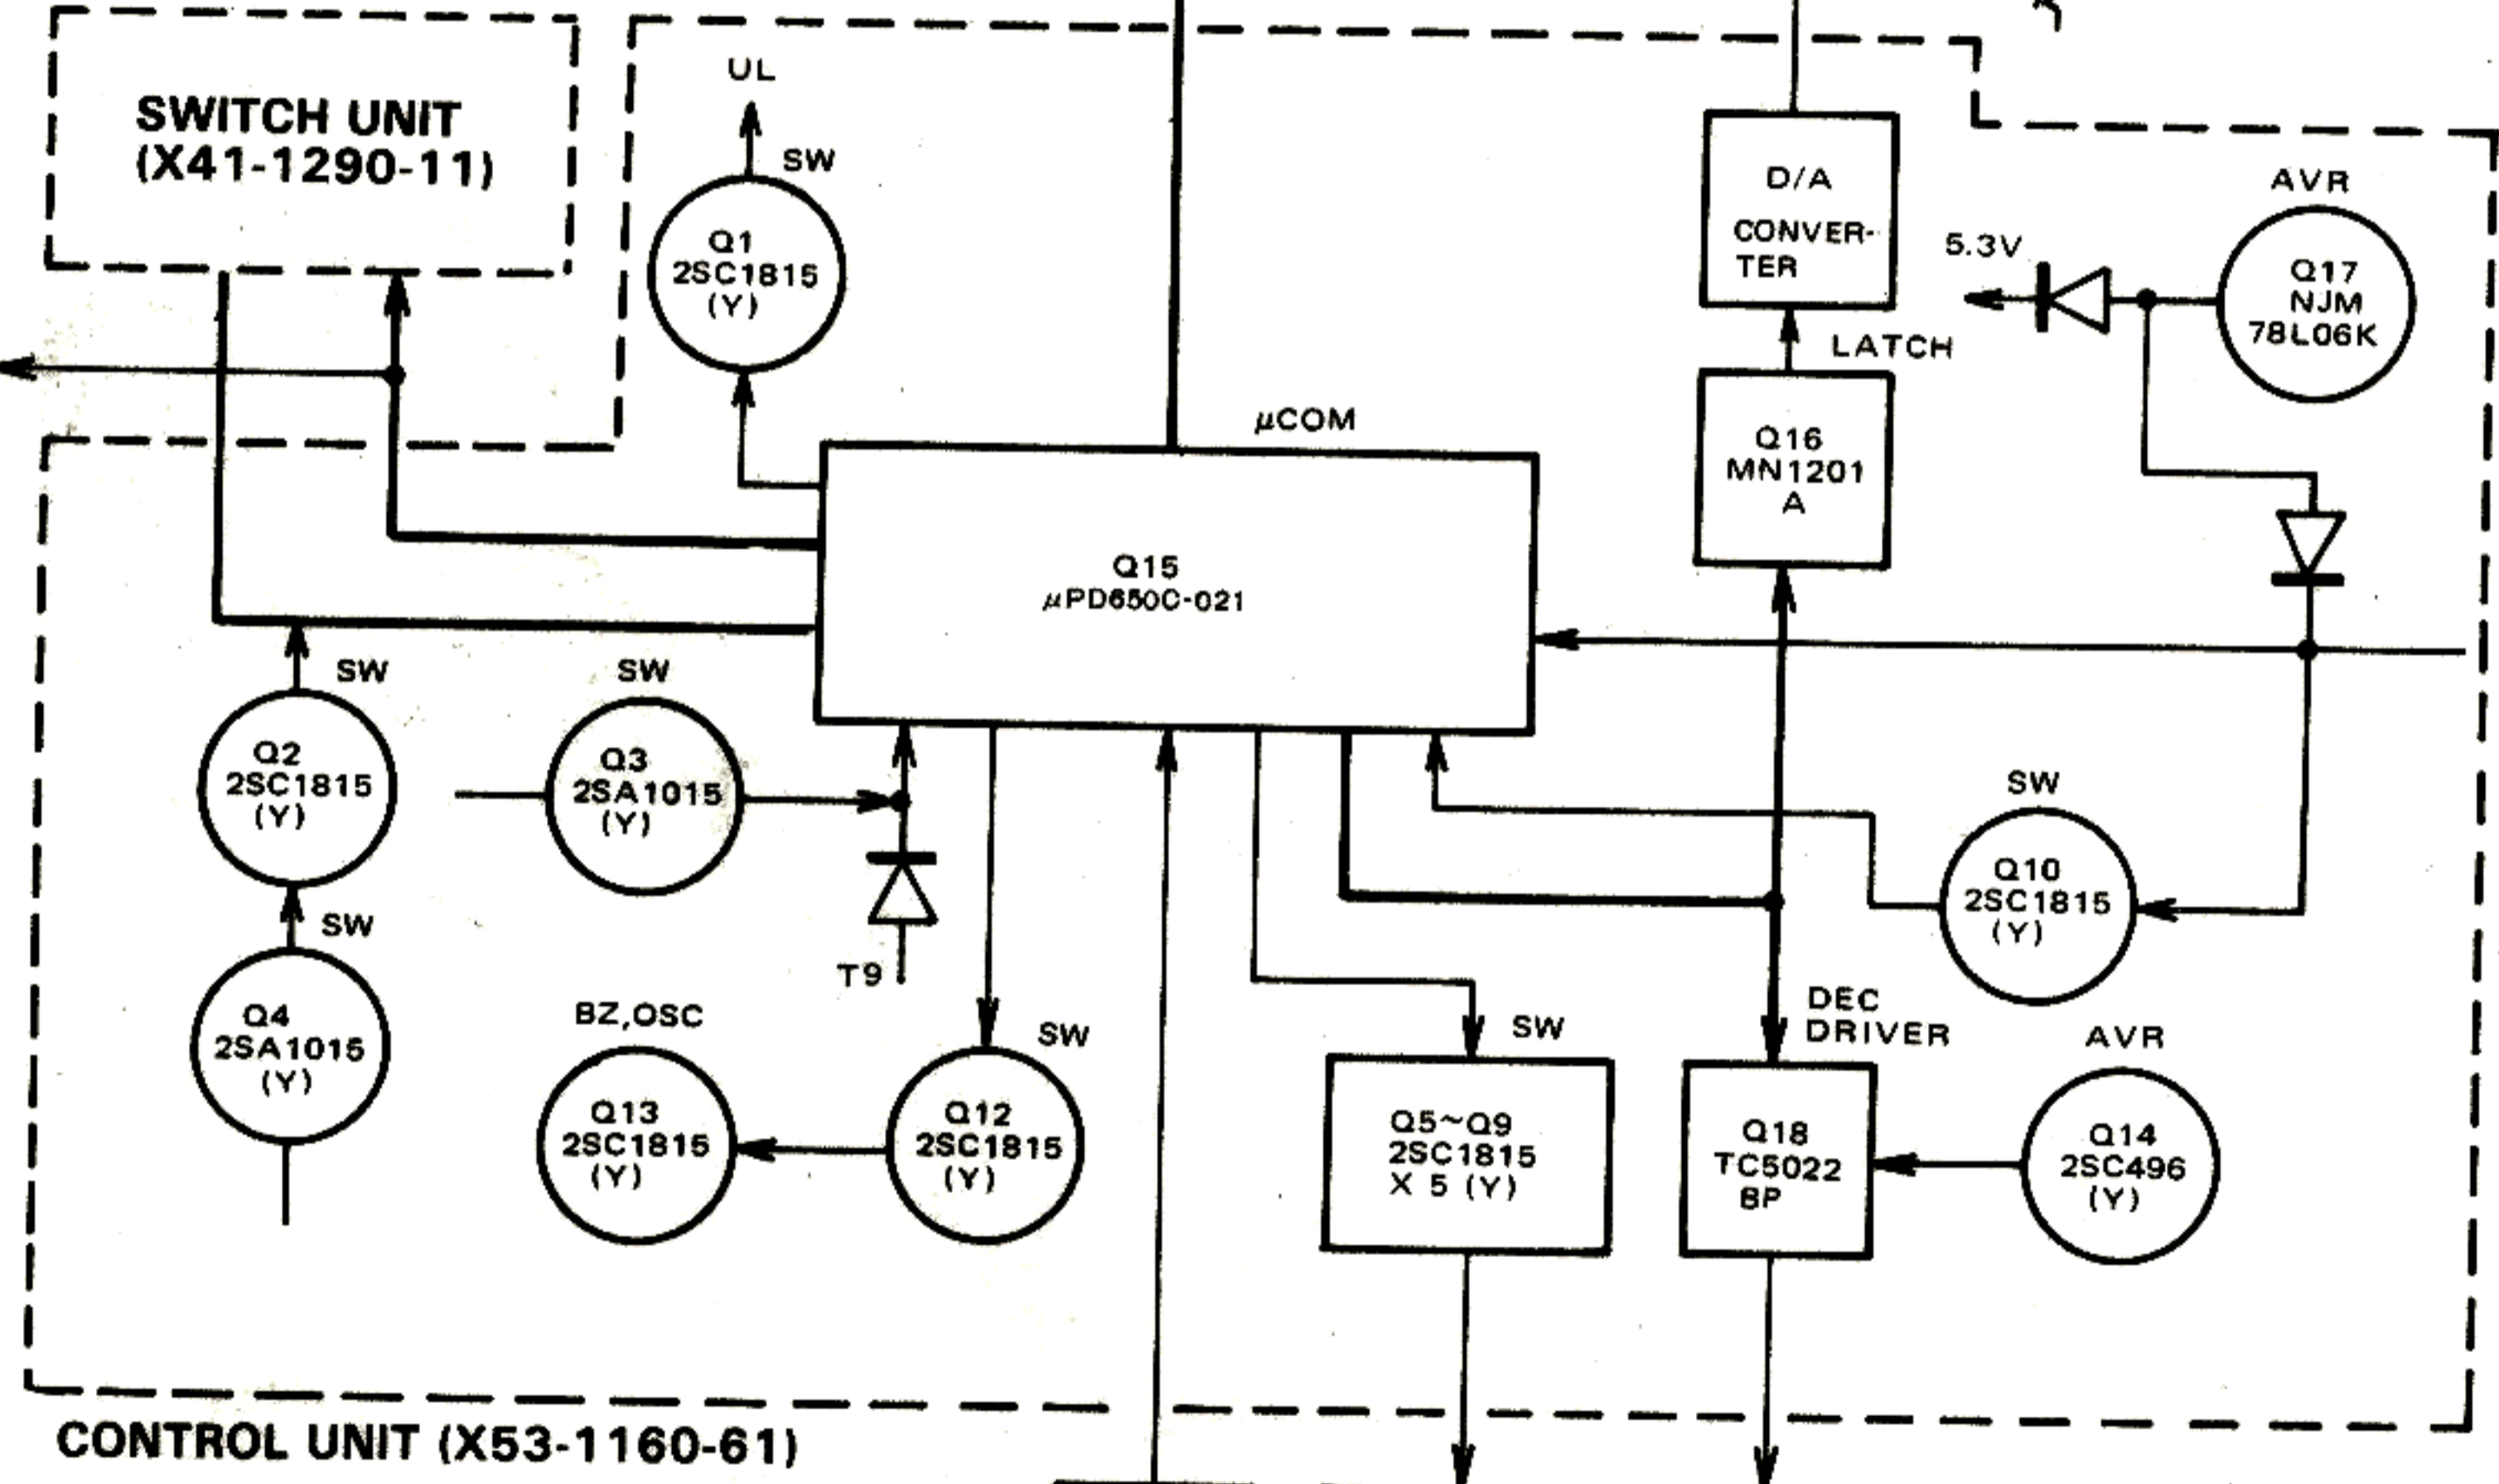 SWITCH UNIT
(X41-1290-11)
UL
SW
Q1
2SC1815
(Y)
D/A
CONVER-
TER
LATCH
Q16
MN1201
A
5.3V
AVR
Q17
NJM
78L06K
μCOM
Q15
μPD650C-021
SW
Q2
2SC1815
(Y)
SW
Q3
2SA1015
(Y)
T9
SW
Q4
2SA1015
(Y)
BZ,OSC
Q13
2SC1815
(Y)
SW
Q12
2SC1815
(Y)
SW
Q5~Q9
2SC1815
X 5 (Y)
DEC
DRIVER
Q18
TC5022
BP
SW
Q10
2SC1815
(Y)
AVR
Q14
2SC496
(Y)
CONTROL UNIT (X53-1160-61)